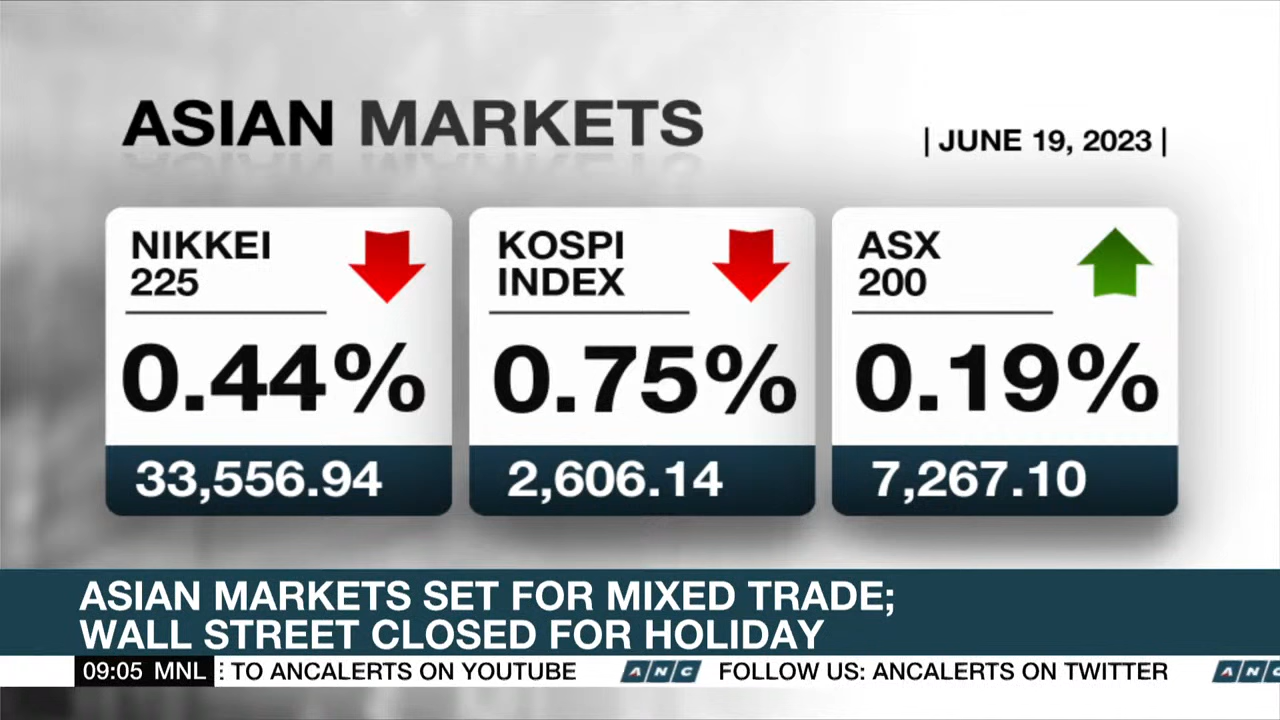 ASIAN MARKETS
| JUNE 19, 2023 |
NIKKEI
225
0.44%
33,556.94
KOSPI
INDEX
0.75%
2,606.14
ASX
200
0.19%
7,267.10
ASIAN MARKETS SET FOR MIXED TRADE;
WALL STREET CLOSED FOR HOLIDAY
09:05 MNL : TO ANCALERTS ON YOUTUBE ANC FOLLOW US: ANCALERTS ON TWITTER ANC